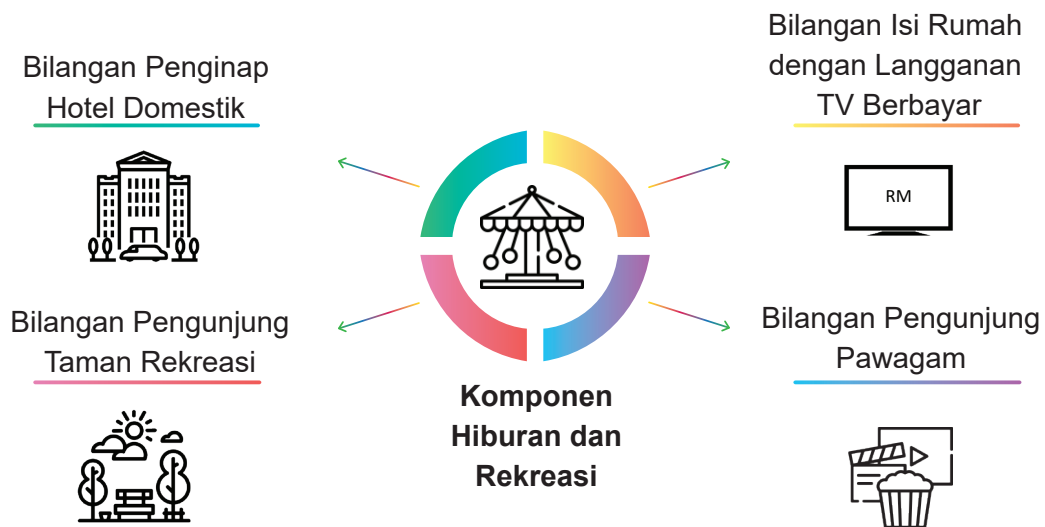 Bilangan Penginap
Hotel Domestik
Bilangan Isi Rumah
dengan Langganan
TV Berbayar
RM
Bilangan Pengunjung
Taman Rekreasi
Bilangan Pengunjung
Pawagam
Komponen
Hiburan dan
Rekreasi